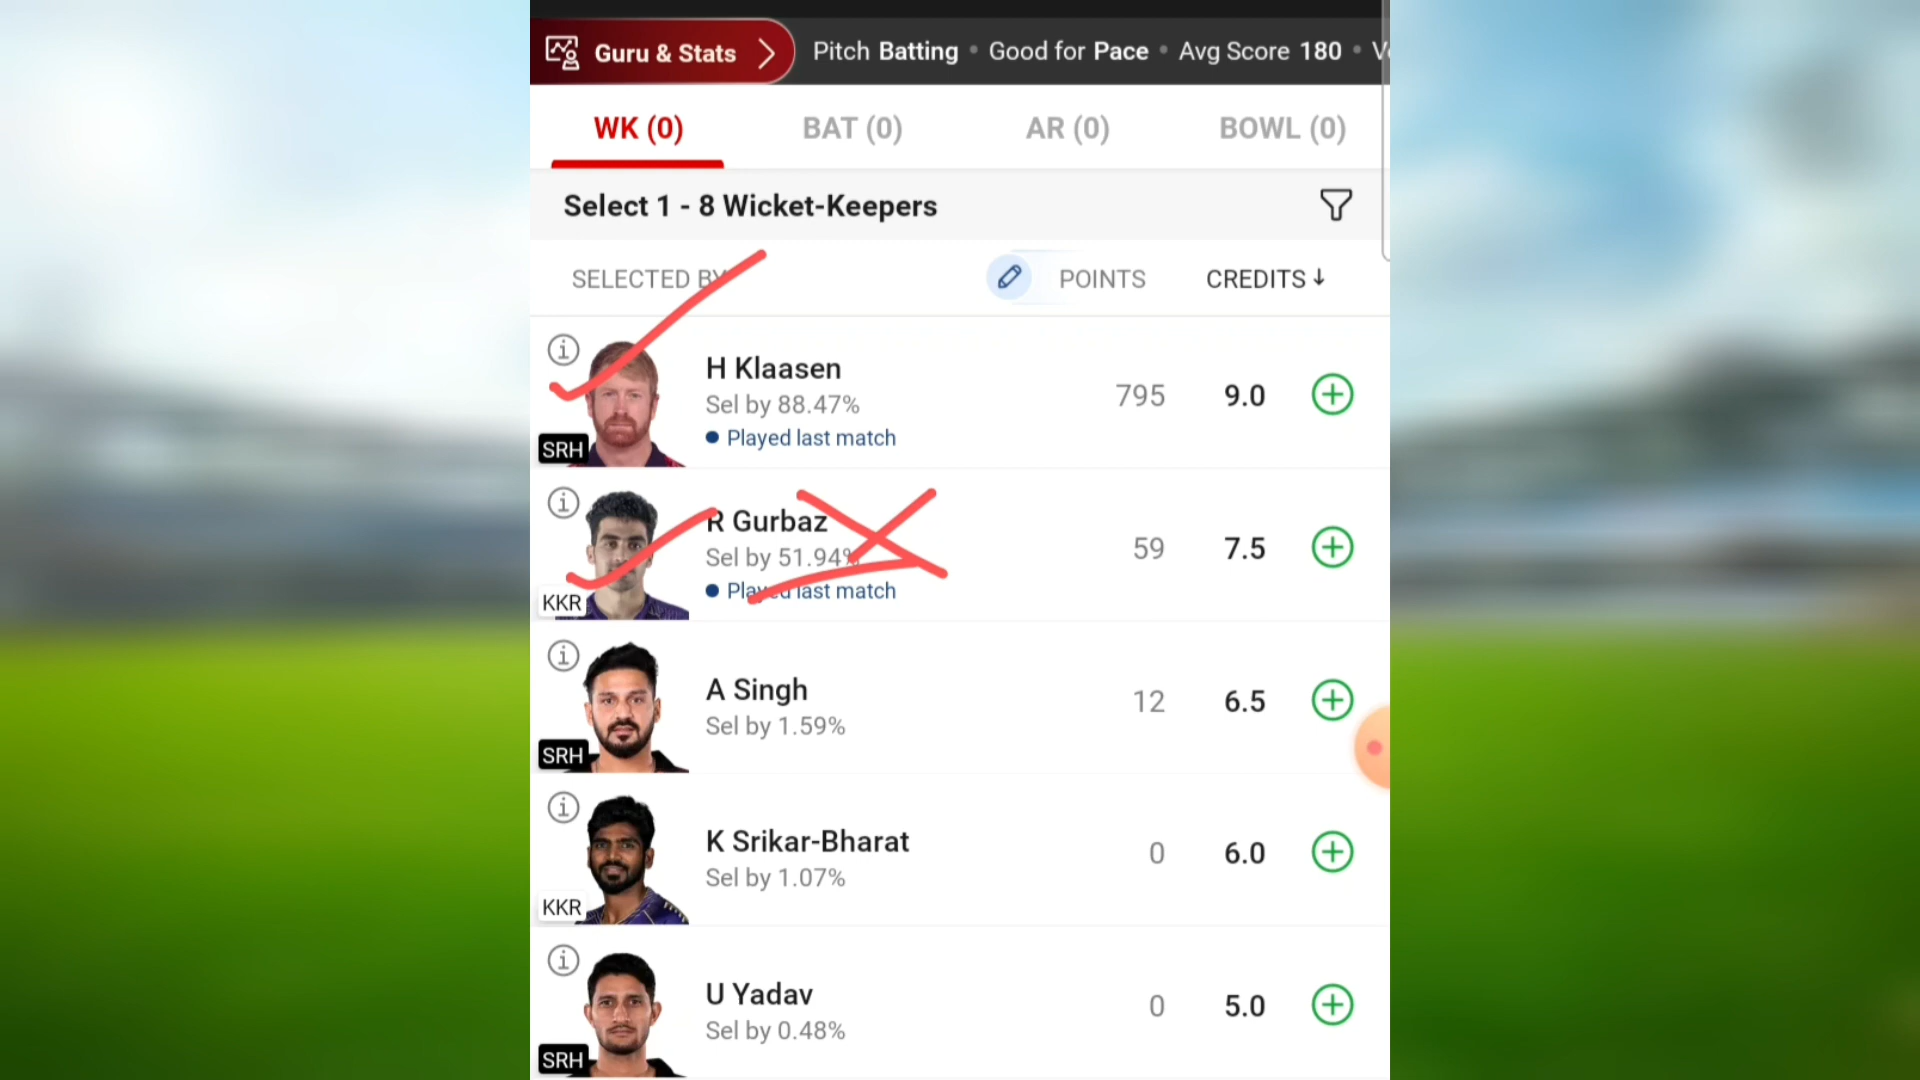 Guru & Stats
Pitch Batting • Good for Pace • Avg Score 180 •
WK (0) BAT (0) AR (0) BOWL (0)
Select 1 - 8 Wicket-Keepers
SELECTED BY POINTS CREDITS ↓
H Klaasen
Sel by 88.47%
Played last match
SRH
795 9.0
R Gurbaz
Sel by 51.94%
Played last match
KKR
59 7.5
A Singh
Sel by 1.59%
SRH
12 6.5
K Srikar-Bharat
Sel by 1.07%
KKR
0 6.0
U Yadav
Sel by 0.48%
SRH
0 5.0